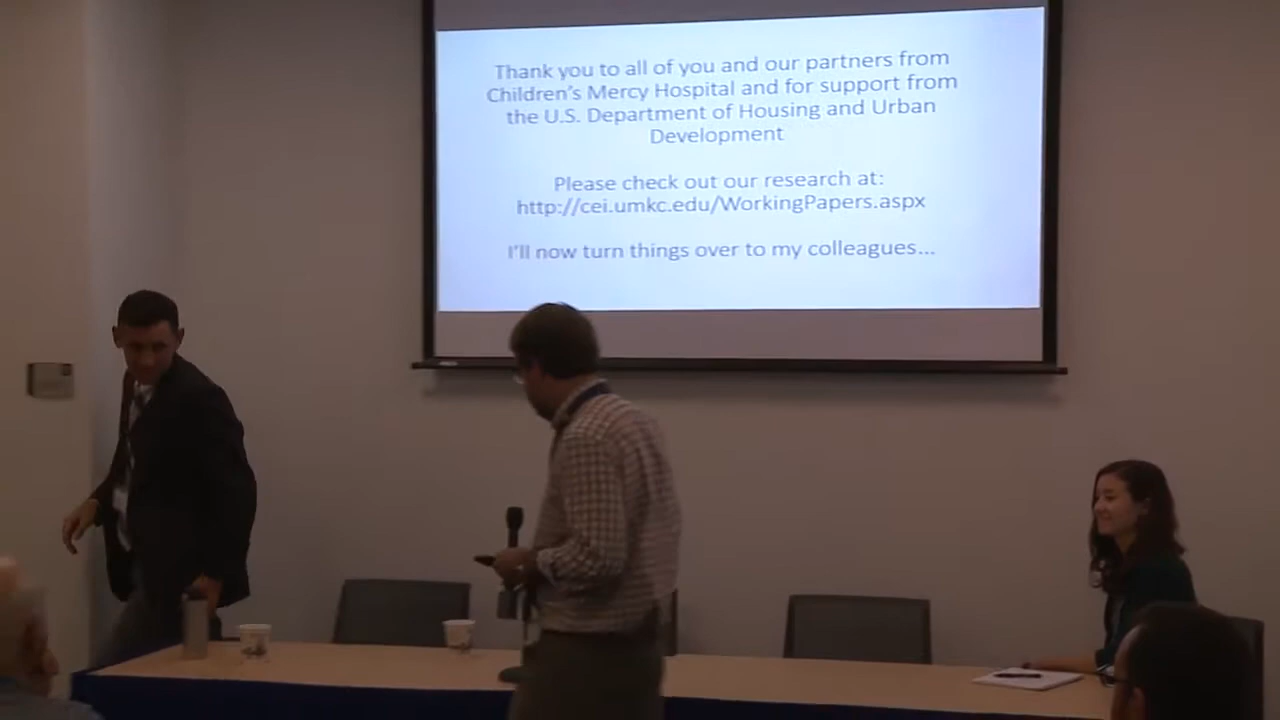 Thank you to all of you and our partners from
Children's Mercy Hospital and for support from
the U.S. Department of Housing and Urban
Development
Please check out our research at:
http://cei.umkc.edu/WorkingPapers.aspx
I'll now turn things over to my colleagues...